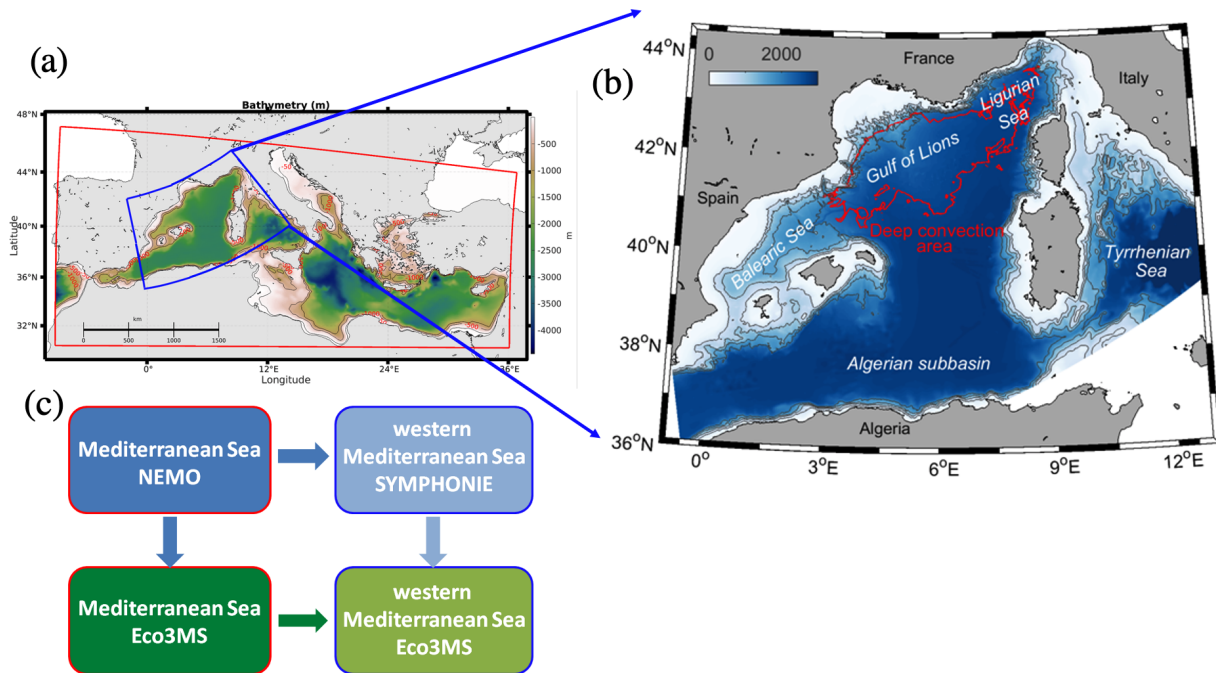 (a)
Bathymetry (m)
48°N
44°N
40°N
36°N
32°N
Latitude
-50
km
0 500 1000 1500
0° 12°E 24°E 36°E
Longitude
-500
-1000
-1500
-2000
-2500
-3000
-3500
-4000
m
(b)
44°N
42°N
40°N
38°N
36°N
0 2000
France
Italy
Ligurian
Sea
Gulf of Lions
Spain
Deep convection
area
Balearic Sea
Tyrrhenian
Sea
Algerian subbasin
Algeria
0° 3°E 6°E 9°E 12°E
(c)
Mediterranean Sea
NEMO
western
Mediterranean Sea
SYMPHONIE
Mediterranean Sea
Eco3MS
western
Mediterranean Sea
Eco3MS